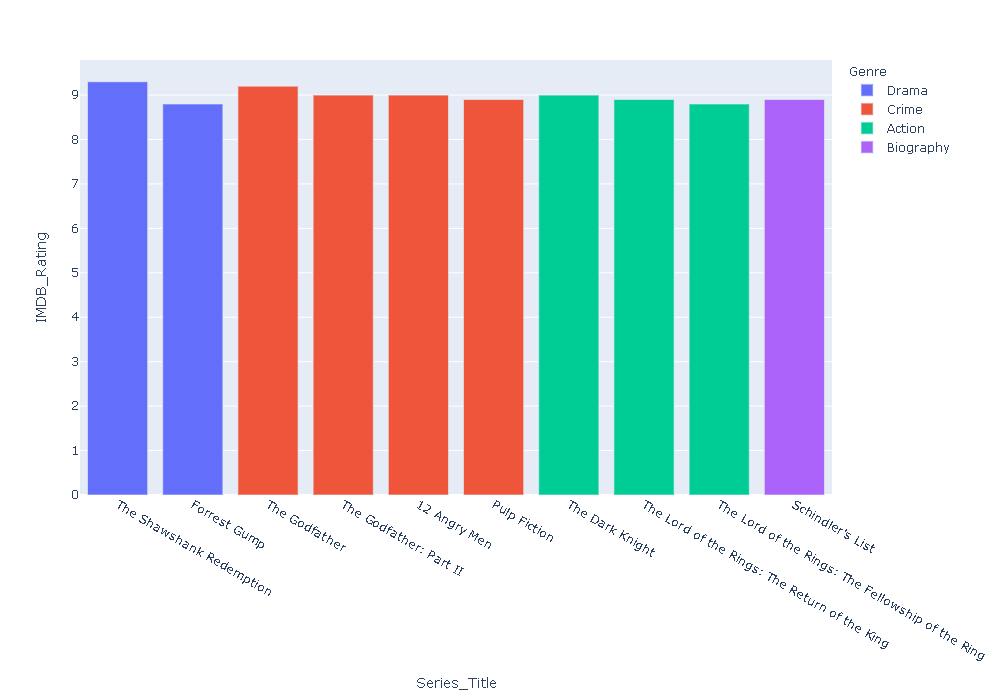 Genre
Drama
Crime
Action
Biography
IMDB_Rating
9
8
7
6
5
4
3
2
1
0
The Shawshank Redemption
Forrest Gump
The Godfather
The Godfather: Part II
12 Angry Men
Pulp Fiction
The Dark Knight
The Lord of the Rings: The Return of the King
The Lord of the Rings: The Fellowship of the Ring
Schindler's List
Series_Title